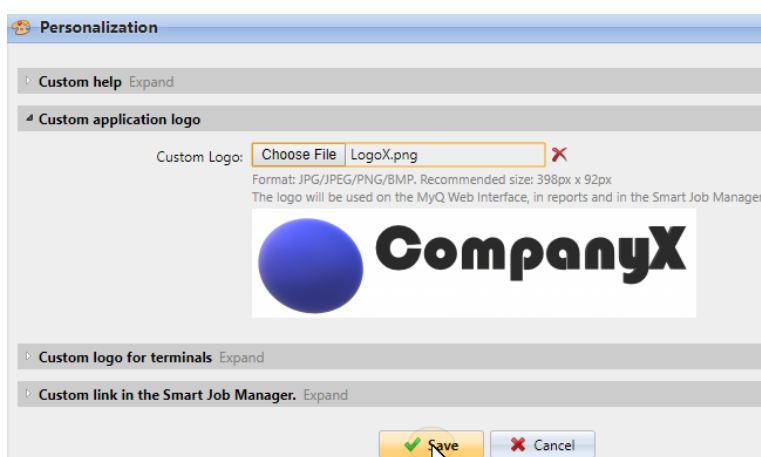 Personalization
Custom help Expand
Custom application logo
Custom Logo: Choose File LogoX.png
Format: JPG/JPEG/PNG/BMP. Recommended size: 398px x 92px
The logo will be used on the MyQ Web Interface, in reports and in the Smart Job Manager
CompanyX
Custom logo for terminals Expand
Custom link in the Smart Job Manager. Expand
Save Cancel